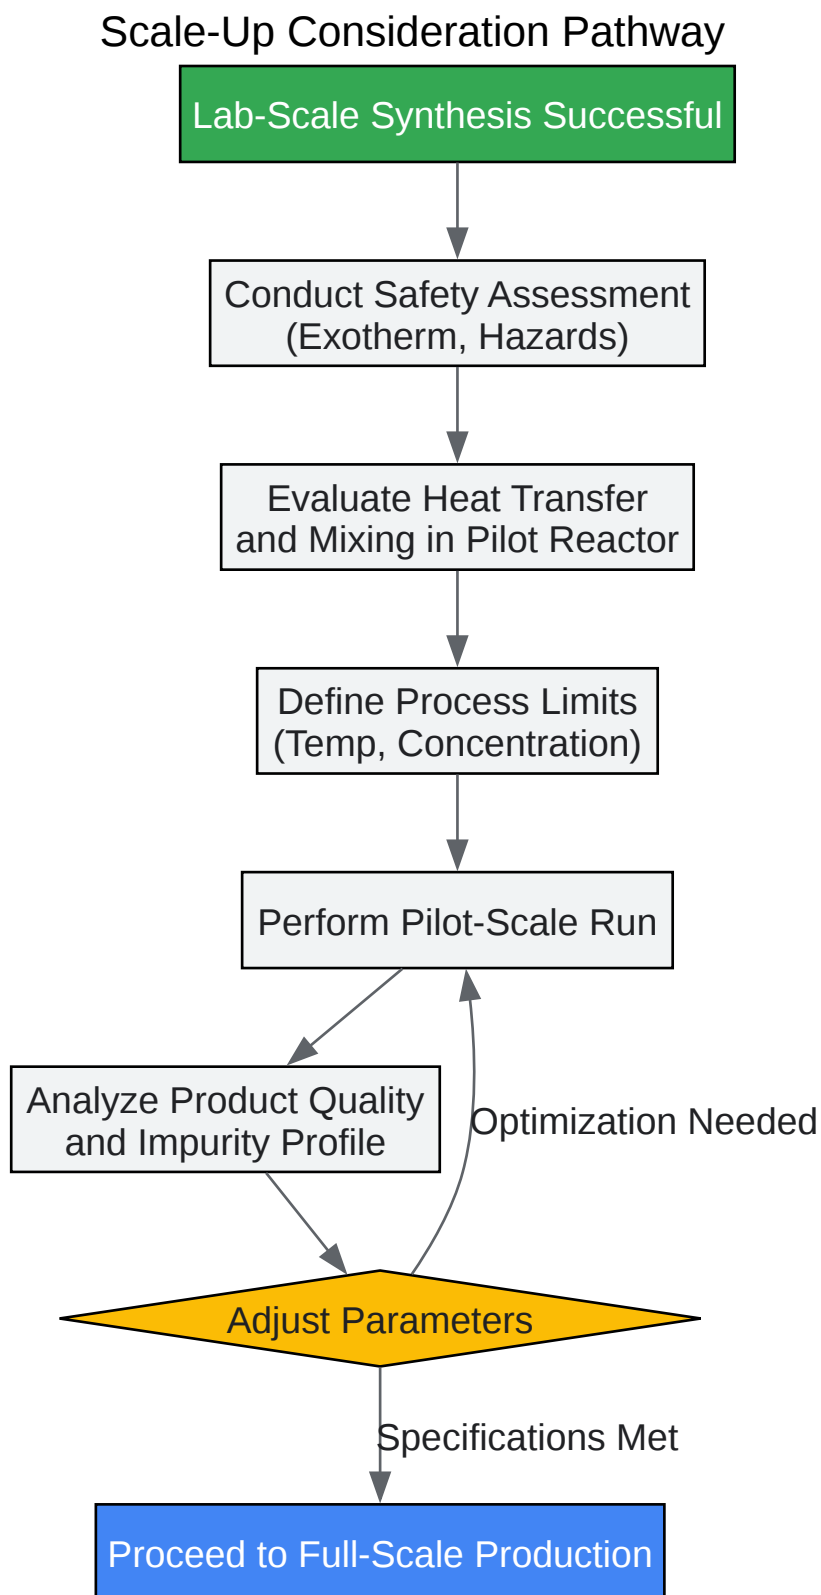 Scale-Up Consideration Pathway
Lab-Scale Synthesis Successful
Conduct Safety Assessment
(Exotherm, Hazards)
Evaluate Heat Transfer
and Mixing in Pilot Reactor
Define Process Limits
(Temp, Concentration)
Perform Pilot-Scale Run
Analyze Product Quality
and Impurity Profile
Optimization Needed
Adjust Parameters
Specifications Met
Proceed to Full-Scale Production